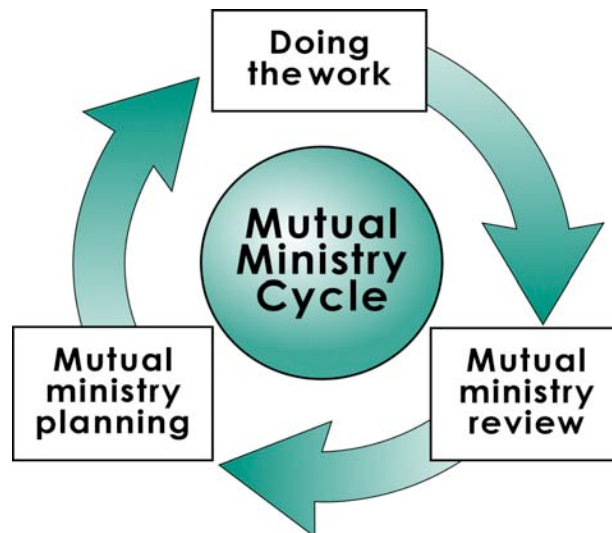 Doing
the work
Mutual
Ministry
Cycle
Mutual
ministry
planning
Mutual
ministry
review